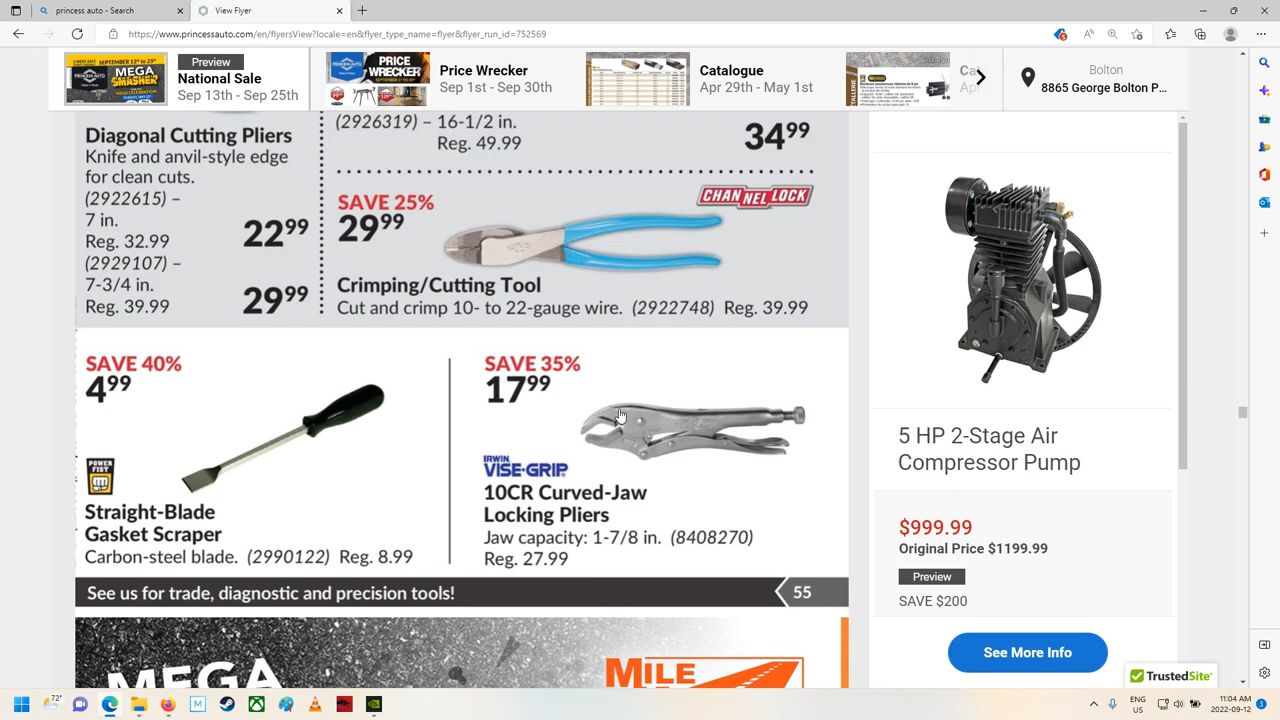 princess auto - Search
View Flyer
https://www.princessauto.com/en/flyersView?locale=en&flyer_type_name=flyer&flyer_run_id=752569
Preview
National Sale
Sep 25th
Price Wrecker
Sep 1st - Sep 30th
Catalogue
Apr 29th - May 1st
Bolton
8865 George Bolton P...
Diagonal Cutting Pliers
Knife and anvil-style edge
for clean cuts.
(2922615) –
7 in.
Reg. 32.99
22.99
(2929107) –
7-3/4 in.
Reg. 39.99
29.99
(2926319) – 16-1/2 in.
Reg. 49.99
34.99
SAVE 25%
29.99
CHANNELLOCK
Crimping/Cutting Tool
Cut and crimp 10- to 22-gauge wire. (2922748) Reg. 39.99
SAVE 40%
4.99
POWER
FIST
Straight-Blade
Gasket Scraper
Carbon-steel blade. (2990122) Reg. 8.99
SAVE 35%
17.99
IRWIN
VISE-GRIP
10CR Curved-Jaw
Locking Pliers
Jaw capacity: 1-7/8 in. (8408270)
Reg. 27.99
See us for trade, diagnostic and precision tools!
55
MEGA
MILE
5 HP 2-Stage Air
Compressor Pump
$999.99
Original Price $1199.99
Preview
SAVE $200
See More Info
TrustedSite
72°
ENG
US
11:04 AM
2022-09-12